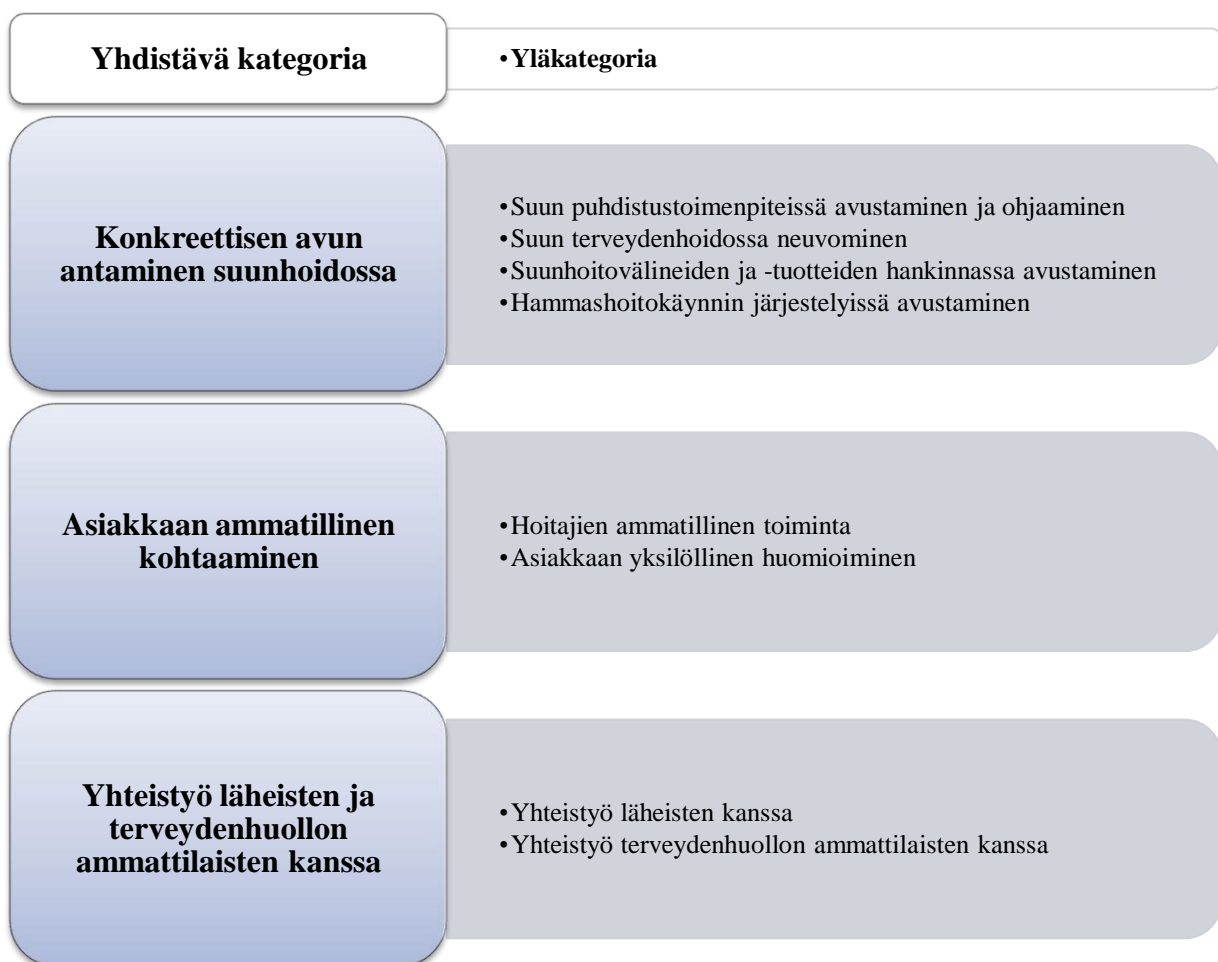 Yhdistävä kategoria
•Yläkategoria
Konkreettisen avun
antaminen suunhoidossa
•Suun puhdistustoimenpiteissä avustaminen ja ohjaaminen
•Suun terveydenhoidossa neuvominen
•Suunhoitovälineiden ja -tuotteiden hankinnassa avustaminen
•Hammashoitokäynnin järjestelyissä avustaminen
Asiakkaan ammatillinen
kohtaaminen
•Hoitajien ammatillinen toiminta
•Asiakkaan yksilöllinen huomioiminen
Yhteistyö läheisten ja
terveydenhuollon
ammattilaisten kanssa
•Yhteistyö läheisten kanssa
•Yhteistyö terveydenhuollon ammattilaisten kanssa